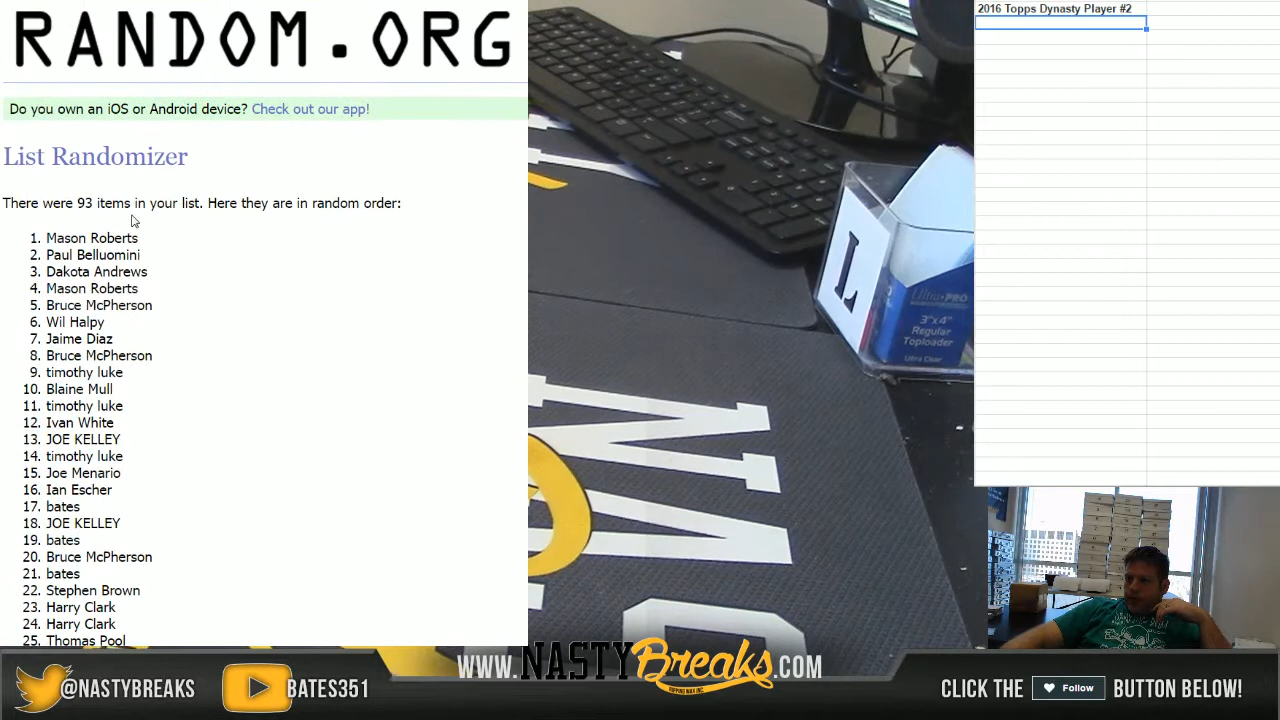 RANDOM.ORG
Do you own an iOS or Android device? Check out our app!
List Randomizer
There were 93 items in your list. Here they are in random order:
1. Mason Roberts
2. Paul Belluomini
3. Dakota Andrews
4. Mason Roberts
5. Bruce McPherson
6. Wil Halpy
7. Jaime Diaz
8. Bruce McPherson
9. timothy luke
10. Blaine Mull
11. timothy luke
12. Ivan White
13. JOE KELLEY
14. timothy luke
15. Joe Menario
16. Ian Escher
17. bates
18. JOE KELLEY
19. bates
20. Bruce McPherson
21. bates
22. Stephen Brown
23. Harry Clark
24. Harry Clark
25. Thomas Pool
2016 Topps Dynasty Player #2
L
Ultra-PRO
3"x4"
Regular
Toploader
Ultra Clear
@NASTYBREAKS
BATES351
WWW.NASTYBreaks.COM
RIPPING WAX INC.
CLICK THE Follow BUTTON BELOW!